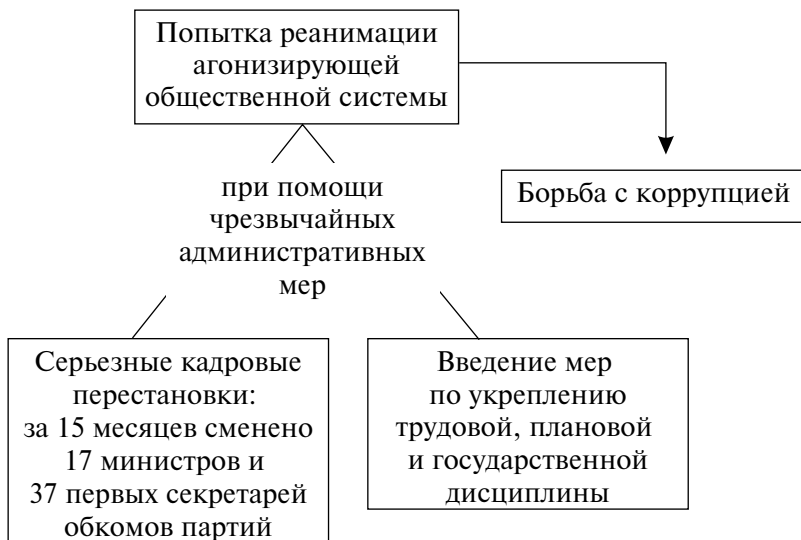 Попытка реанимации
агонизирующей
общественной системы
Борьба с коррупцией
при помощи
чрезвычайных
административных
мер
Серьезные кадровые
перестановки:
за 15 месяцев сменено
17 министров и
37 первых секретарей
обкомов партий
Введение мер
по укреплению
трудовой, плановой
и государственной
дисциплины